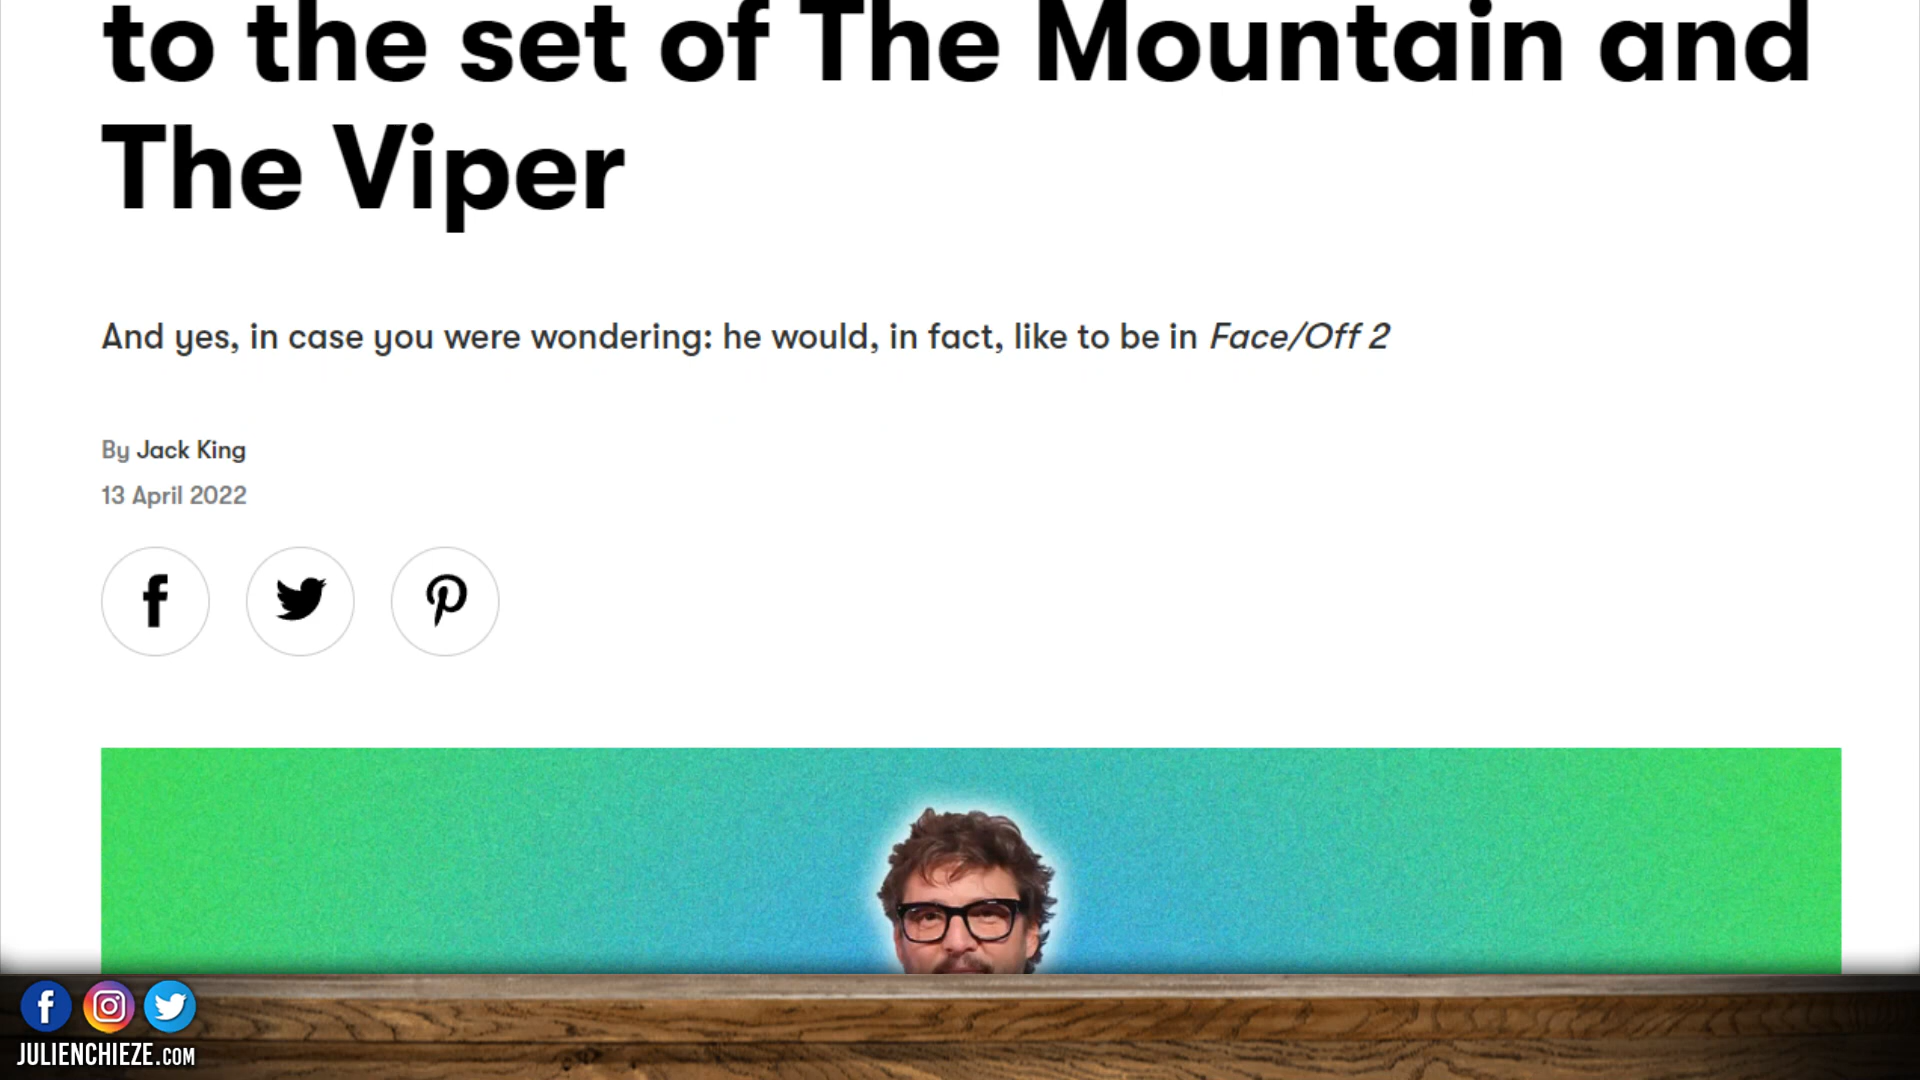 to the set of The Mountain and
The Viper
And yes, in case you were wondering: he would, in fact, like to be in Face/Off 2
By Jack King
13 April 2022
JULIENCHIEZE.COM